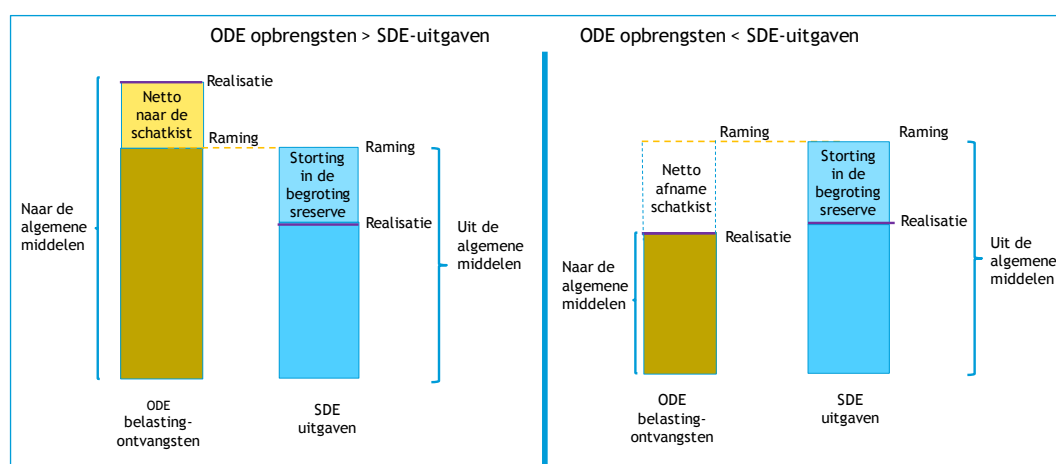 ODE opbrengsten > SDE-uitgaven
Realisatie
Netto
naar de
schatkist
Raming
Raming
Storting
in de
begroting
sreserve
Realisatie
Naar de
algemene
middelen
Uit de
algemene
middelen
ODE
belasting-
ontvangsten
SDE
uitgaven
ODE opbrengsten < SDE-uitgaven
Raming
Raming
Netto
afname
schatkist
Storting
in de
begroting
sreserve
Realisatie
Realisatie
Naar de
algemene
middelen
Uit de
algemene
middelen
ODE
belasting-
ontvangsten
SDE
uitgaven